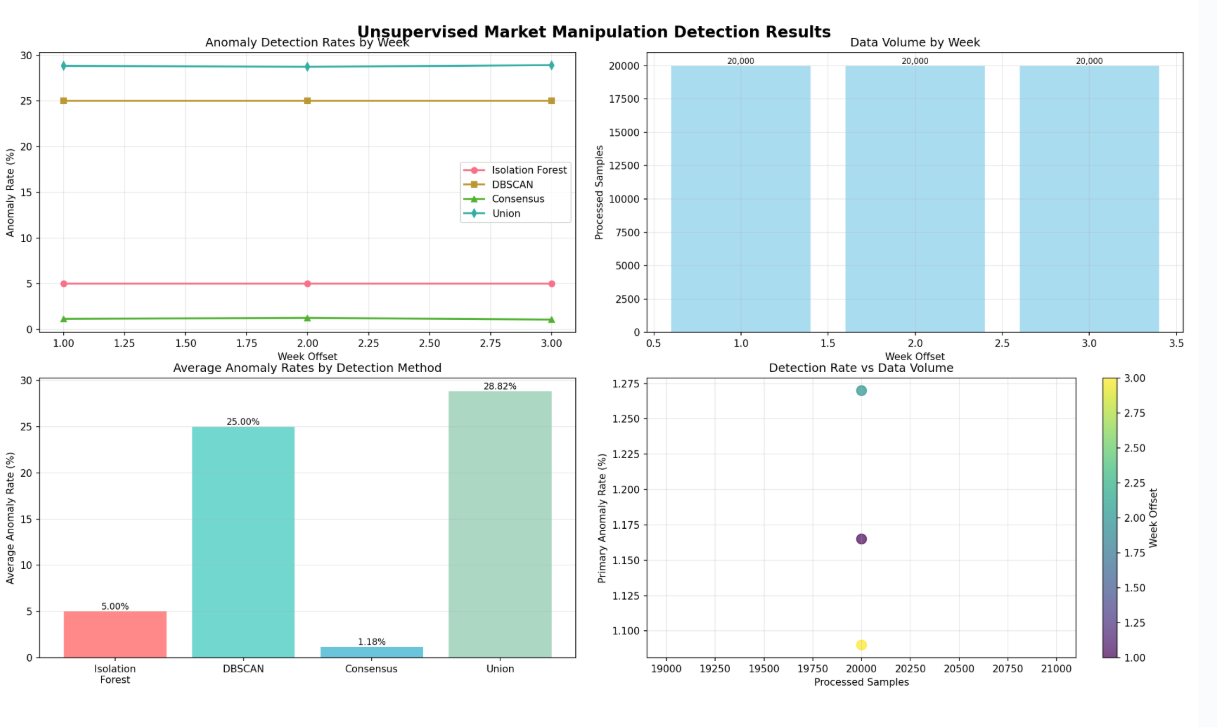 Unsupervised Market Manipulation Detection Results
Anomaly Detection Rates by Week
30
25
20
15
10
5
0
Anomaly Rate (%)
Isolation Forest
DBSCAN
Consensus
Union
1.00 1.25 1.50 1.75 2.00 2.25 2.50 2.75 3.00
Week Offset
Data Volume by Week
20,000 20,000 20,000
20000
17500
15000
12500
10000
7500
5000
2500
0
Processed Samples
0.5 1.0 1.5 2.0 2.5 3.0 3.5
Week Offset
Average Anomaly Rates by Detection Method
30
25
20
15
10
5
0
Average Anomaly Rate (%)
5.00%
25.00%
1.18%
28.82%
Isolation
Forest
DBSCAN
Consensus
Union
Detection Rate vs Data Volume
1.275
1.250
1.225
1.200
1.175
1.150
1.125
1.100
Primary Anomaly Rate (%)
19000 19250 19500 19750 20000 20250 20500 20750 21000
Processed Samples
3.00
2.75
2.50
2.25
2.00
1.75
1.50
1.25
1.00
Week Offset